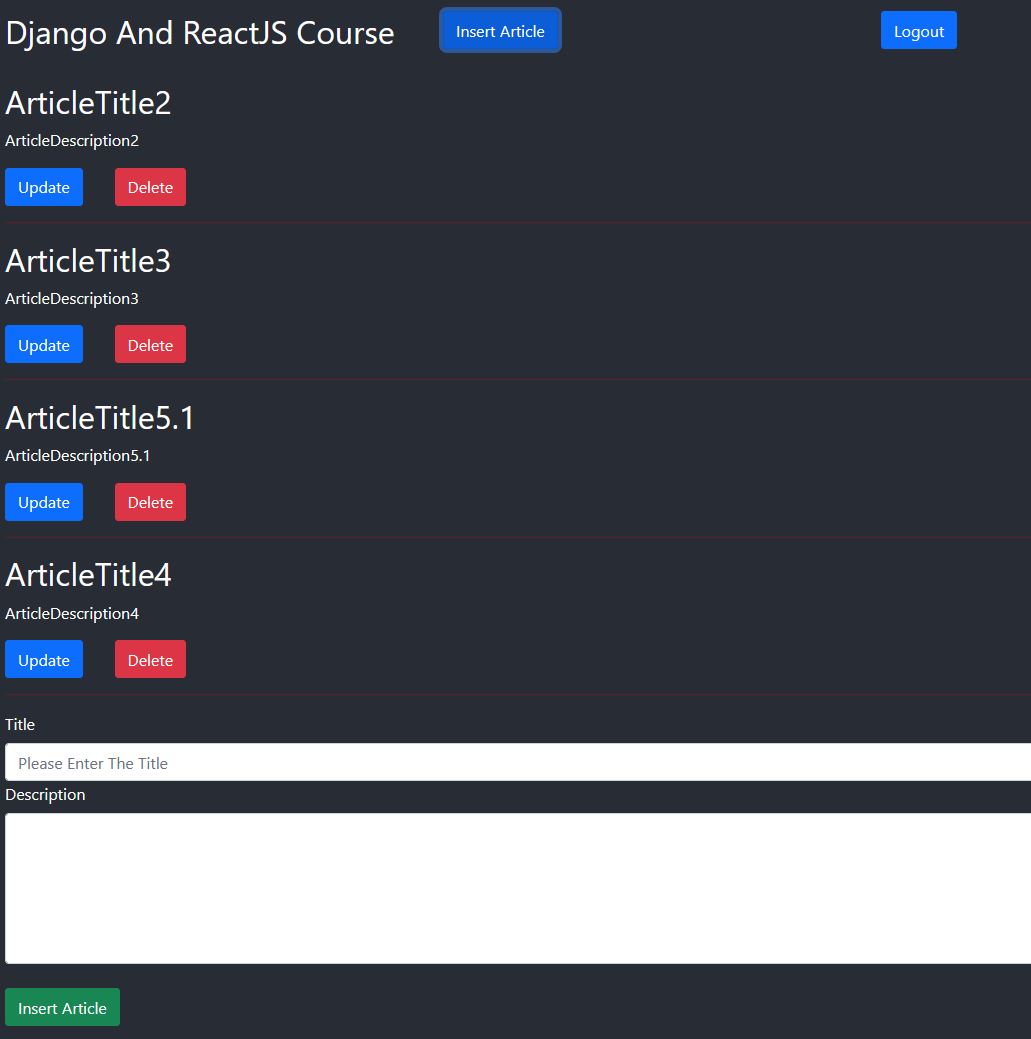 Django And ReactJS Course Insert Article Logout
ArticleTitle2
ArticleDescription2
Update Delete
ArticleTitle3
ArticleDescription3
Update Delete
ArticleTitle5.1
ArticleDescription5.1
Update Delete
ArticleTitle4
ArticleDescription4
Update Delete
Title
Please Enter The Title
Description
Insert Article